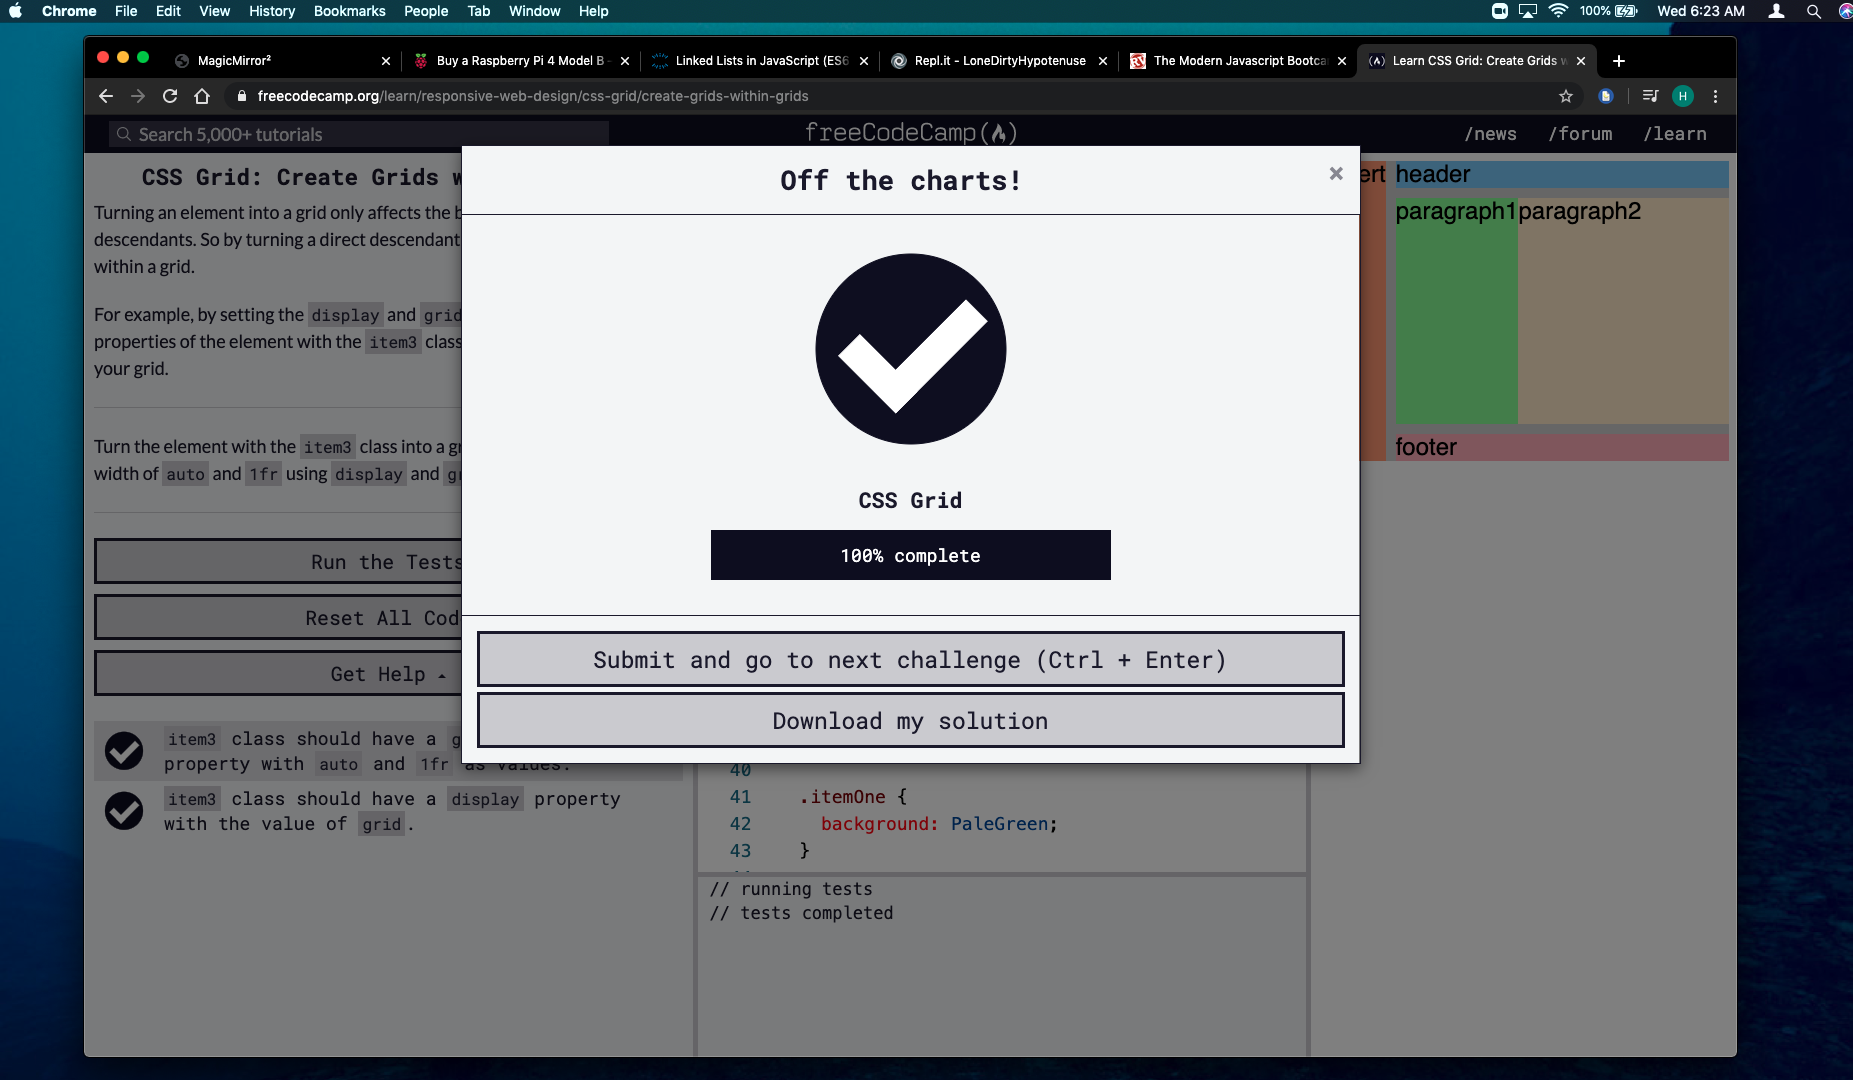 Chrome File Edit View History Bookmarks People Tab Window Help 100% Wed 6:23 AM
MagicMirror²
Buy a Raspberry Pi 4 Model B -
Linked Lists in JavaScript (ES6
Repl.it - LoneDirtyHypotenuse
The Modern Javascript Bootca
Learn CSS Grid: Create Grids w
freecodecamp.org/learn/responsive-web-design/css-grid/create-grids-within-grids
H
Search 5,000+ tutorials
freeCodeCamp
/news /forum /learn
CSS Grid: Create Grids w
Turning an element into a grid only affects the b
descendants. So by turning a direct descendant
within a grid.
For example, by setting the display and grid
properties of the element with the item3 class
your grid.
Turn the element with the item3 class into a gr
width of auto and 1fr using display and gr
Run the Tests
Reset All Cod
Get Help
item3 class should have a g
property with auto and 1fr as values.
item3 class should have a display property
with the value of grid.
Off the charts!
×
CSS Grid
100% complete
Submit and go to next challenge (Ctrl + Enter)
Download my solution
40
41 .itemOne {
42 background: PaleGreen;
43 }
// running tests
// tests completed
ert
header
paragraph1
paragraph2
footer